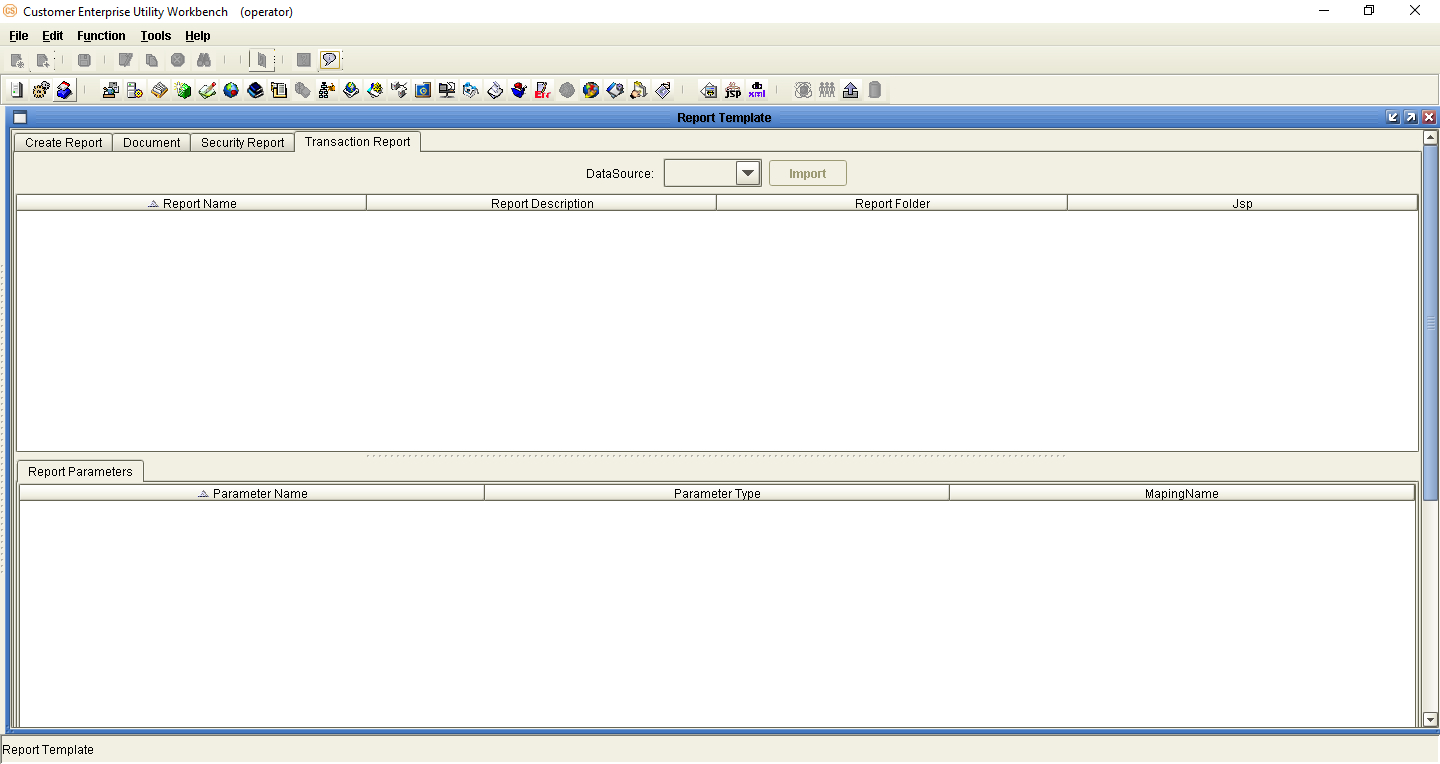 CS Customer Enterprise Utility Workbench (operator)
File Edit Function Tools Help
jsp xml
Report Template
Create Report Document Security Report Transaction Report
DataSource: Import
Report Name Report Description Report Folder Jsp
Report Parameters
Parameter Name Parameter Type MapingName
Report Template